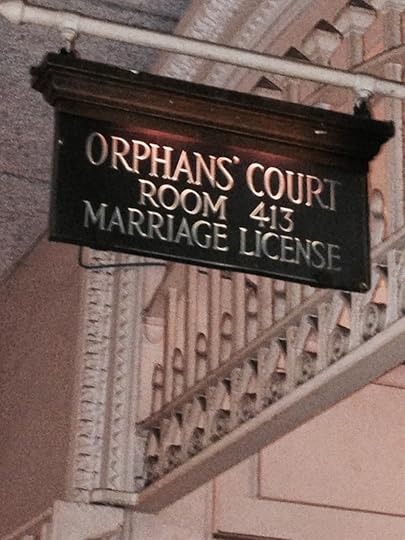 ORPHANS' COURT
ROOM 413
MARRIAGE LICENSE